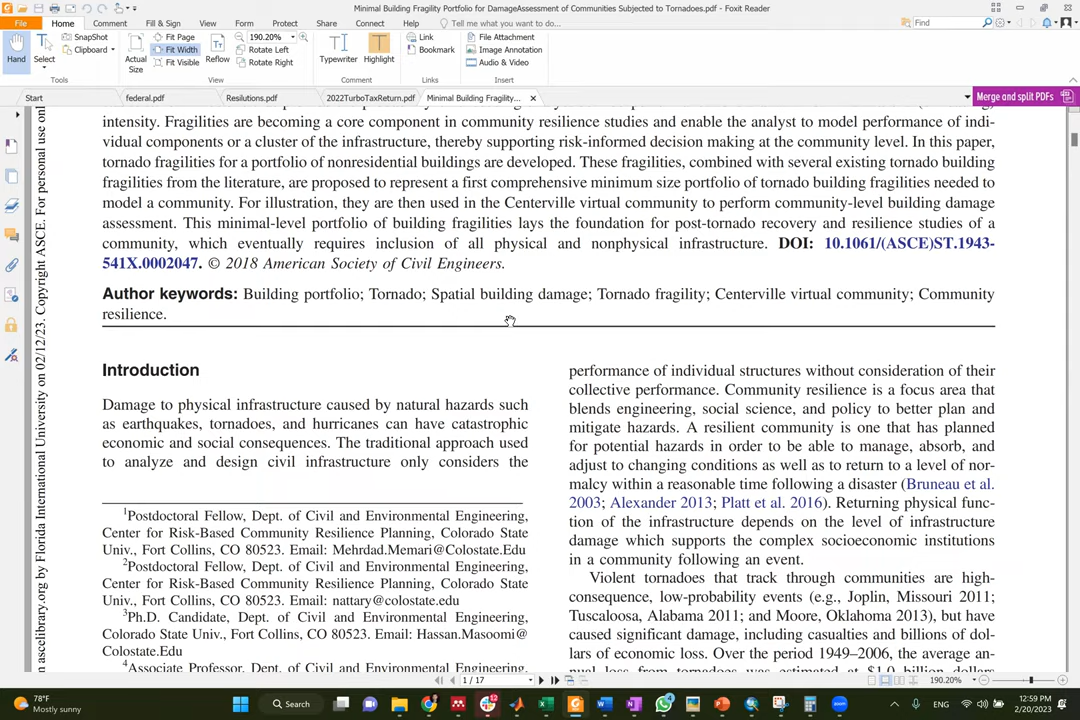 Minimal Building Fragility Portfolio for DamageAssessment of Communities Subjected to Tornadoes.pdf - Foxit Reader
File Home Comment Fill & Sign View Form Protect Share Connect Help Tell me what you want to do... Find
Hand
Select
SnapShot
Clipboard
Tools
Actual Size
Fit Page
Fit Width
Fit Visible
Reflow
190.20%
Rotate Left
Rotate Right
View
Typewriter
Highlight
Comment
Link
Bookmark
Links
File Attachment
Image Annotation
Audio & Video
Insert
Start federal.pdf Resilutions.pdf 2022TurboTaxReturn.pdf Minimal Building Fragility... Merge and split PDFs
intensity. Fragilities are becoming a core component in community resilience studies and enable the analyst to model performance of indi-
vidual components or a cluster of the infrastructure, thereby supporting risk-informed decision making at the community level. In this paper,
tornado fragilities for a portfolio of nonresidential buildings are developed. These fragilities, combined with several existing tornado building
fragilities from the literature, are proposed to represent a first comprehensive minimum size portfolio of tornado building fragilities needed to
model a community. For illustration, they are then used in the Centerville virtual community to perform community-level building damage
assessment. This minimal-level portfolio of building fragilities lays the foundation for post-tornado recovery and resilience studies of a
community, which eventually requires inclusion of all physical and nonphysical infrastructure. DOI: 10.1061/(ASCE)ST.1943-
541X.0002047. © 2018 American Society of Civil Engineers.
Author keywords: Building portfolio; Tornado; Spatial building damage; Tornado fragility; Centerville virtual community; Community
resilience.
Introduction
Damage to physical infrastructure caused by natural hazards such
as earthquakes, tornadoes, and hurricanes can have catastrophic
economic and social consequences. The traditional approach used
to analyze and design civil infrastructure only considers the
1Postdoctoral Fellow, Dept. of Civil and Environmental Engineering,
Center for Risk-Based Community Resilience Planning, Colorado State
Univ., Fort Collins, CO 80523. Email: Mehrdad.Memari@Colostate.Edu
2Postdoctoral Fellow, Dept. of Civil and Environmental Engineering,
Center for Risk-Based Community Resilience Planning, Colorado State
Univ., Fort Collins, CO 80523. Email: nattary@colostate.edu
3Ph.D. Candidate, Dept. of Civil and Environmental Engineering,
Colorado State Univ., Fort Collins, CO 80523. Email: Hassan.Masoomi@
Colostate.Edu
4Associate Professor, Dept. of Civil and Environmental Engineering,
performance of individual structures without consideration of their
collective performance. Community resilience is a focus area that
blends engineering, social science, and policy to better plan and
mitigate hazards. A resilient community is one that has planned
for potential hazards in order to be able to manage, absorb, and
adjust to changing conditions as well as to return to a level of nor-
malcy within a reasonable time following a disaster (Bruneau et al.
2003; Alexander 2013; Platt et al. 2016). Returning physical func-
tion of the infrastructure depends on the level of infrastructure
damage which supports the complex socioeconomic institutions
in a community following an event.
Violent tornadoes that track through communities are high-
consequence, low-probability events (e.g., Joplin, Missouri 2011;
Tuscaloosa, Alabama 2011; and Moore, Oklahoma 2013), but have
caused significant damage, including casualties and billions of dol-
lars of economic loss. Over the period 1949–2006, the average an-
nual loss from tornadoes was estimated at $1.0 billion dollars
n ascelibrary.org by Florida International University on 02/12/23. Copyright ASCE. For personal use onl
1 / 17
190.20%
78°F
Mostly sunny
Search
12
ENG
12:59 PM
2/20/2023